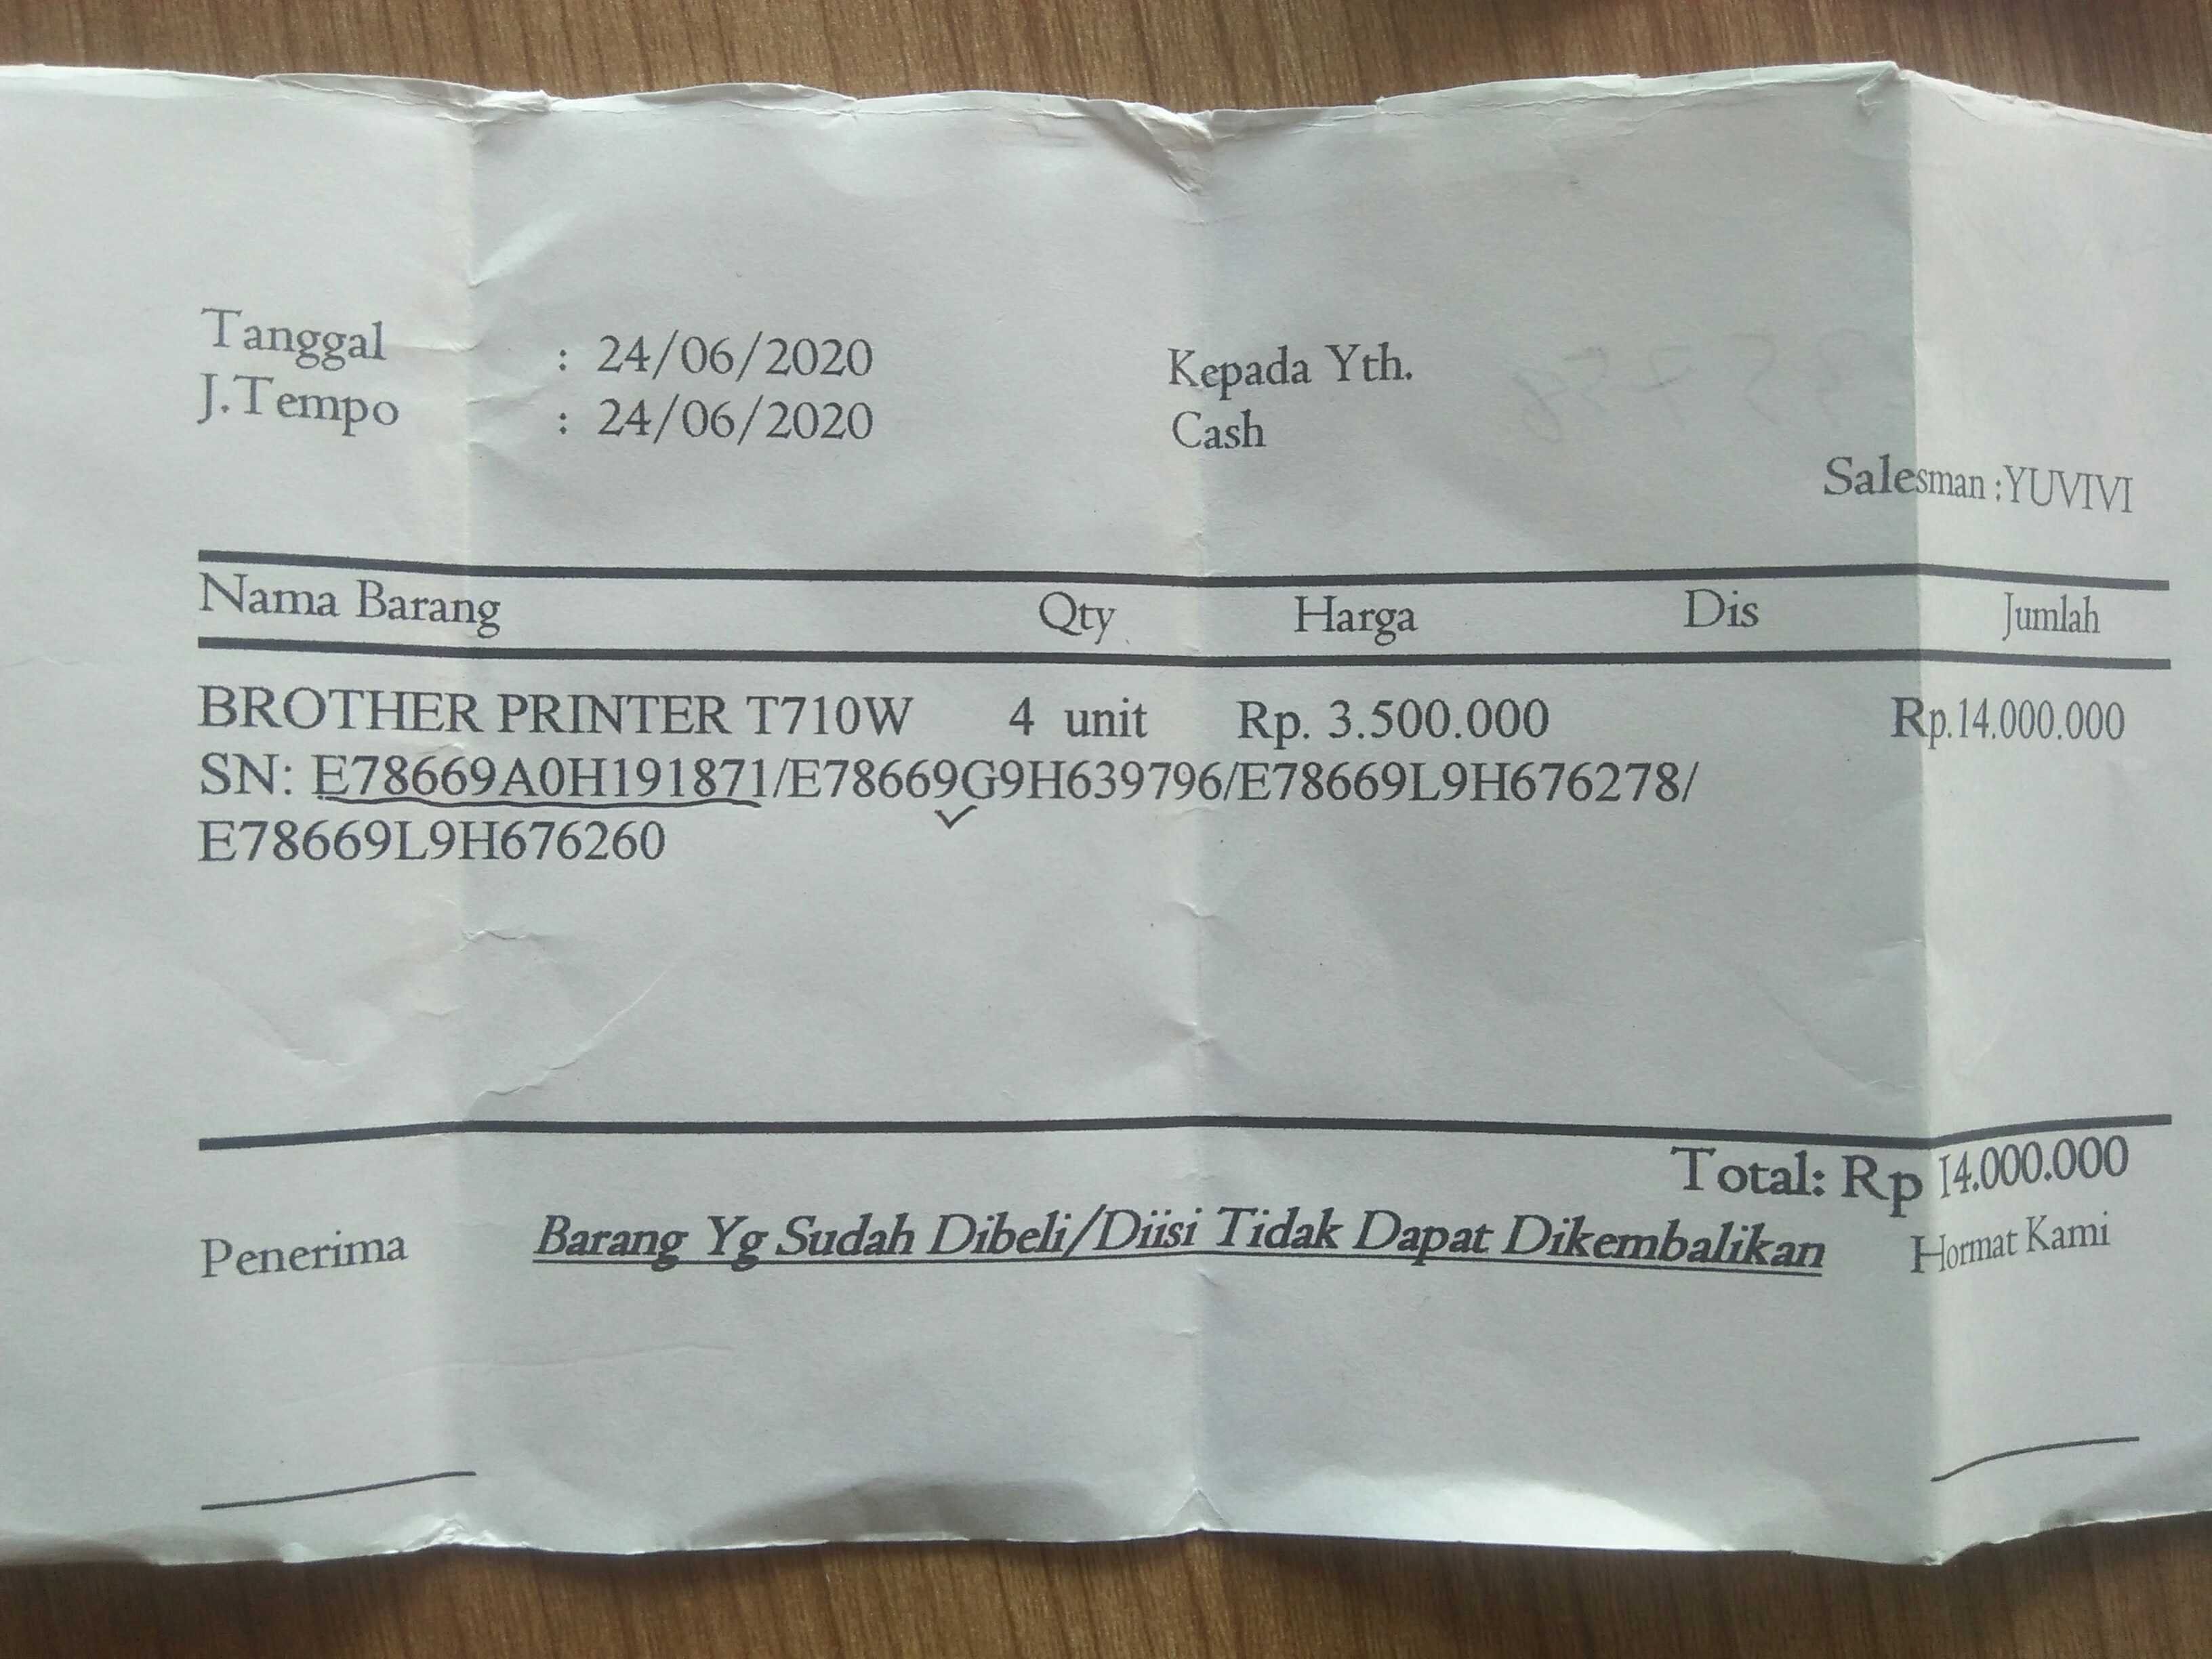 Tanggal : 24/06/2020 Kepada Yth.
J.Tempo : 24/06/2020 Cash
Salesman :YUVIVI
Nama Barang Qty Harga Dis Jumlah
BROTHER PRINTER T710W 4 unit Rp. 3.500.000 Rp.14.000.000
SN: E78669A0H191871/E78669G9H639796/E78669L9H676278/
E78669L9H676260
Total: Rp 14.000.000
Penerima Barang Yg Sudah Dibeli/Diisi Tidak Dapat Dikembalikan Hormat Kami